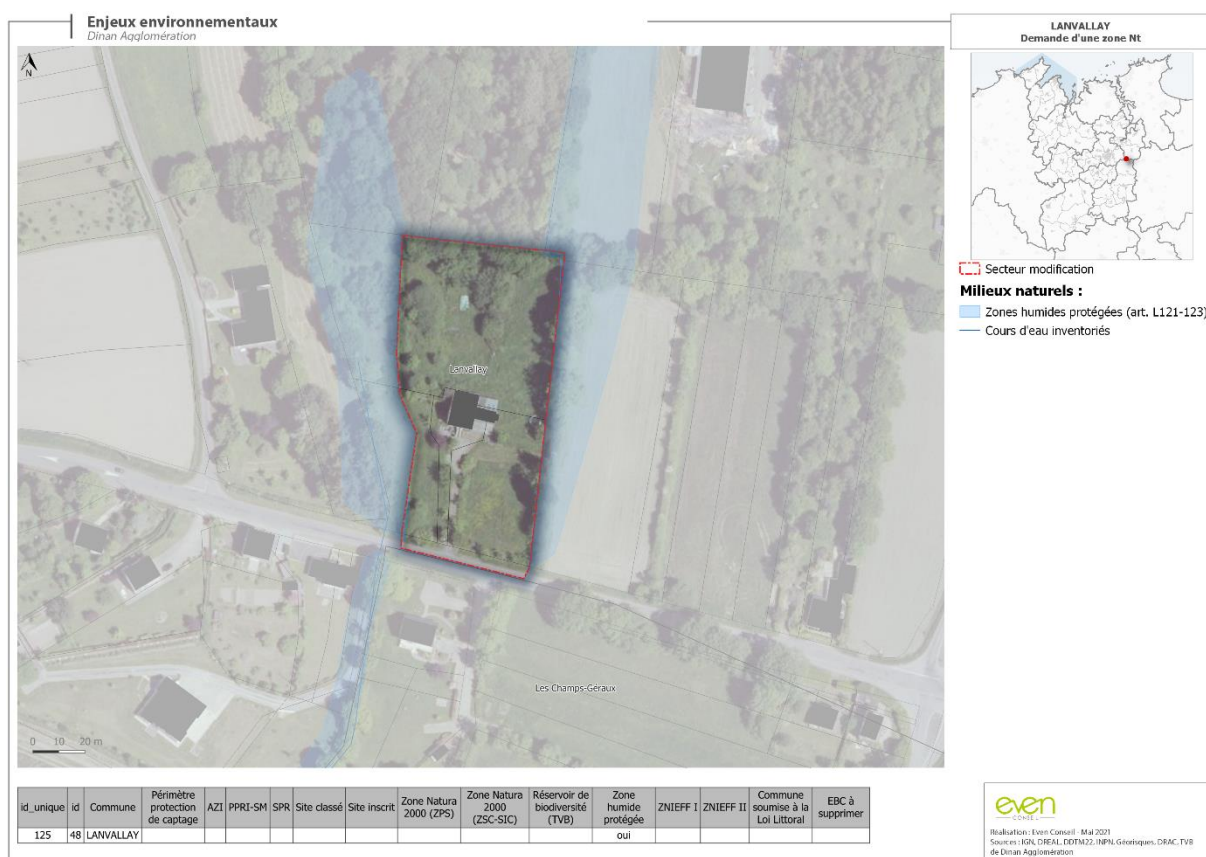 Enjeux environnementaux
Dinan Agglomération
LANVALLAY
Demande d'une zone Nt
N
Secteur modification
Milieux naturels :
Zones humides protégées (art. L121-123)
Cours d'eau inventoriés
Lanvallay
Les Champs-Geraux
0 10 20 m
id_unique id Commune Périmètre protection de captage AZI PPRI-SM SPR Site classé Site inscrit Zone Natura 2000 (ZPS) Zone Natura 2000 (ZSC-SIC) Réservoir de biodiversité (TVB) Zone humide protégée ZNIEFF I ZNIEFF II Commune soumise à la Loi Littoral EBC à supprimer
125 48 LANVALLAY oui
even
CONSEIL
Réalisation : Even Conseil - Mai 2021
Sources : IGN, DREAL, DDTM22, INPN, Géorisques, DRAC, TVB
de Dinan Agglomération